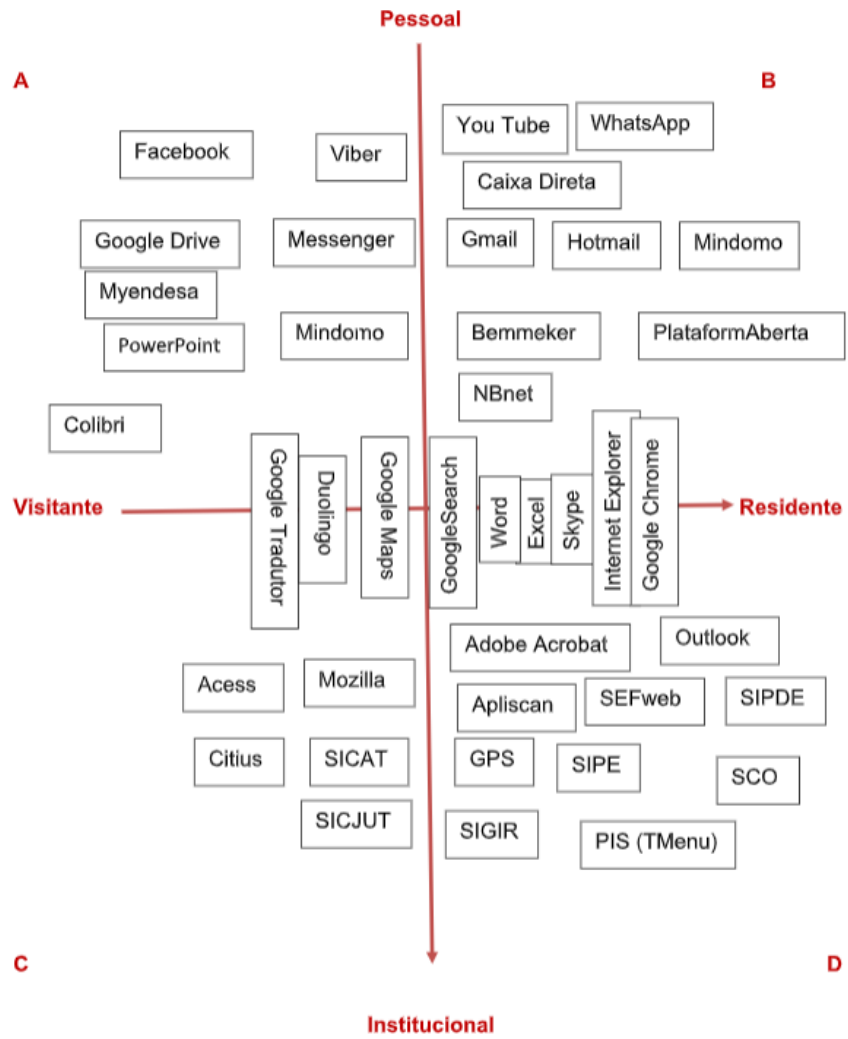 Pessoal
A
B
You Tube
WhatsApp
Facebook
Viber
Caixa Direta
Google Drive
Messenger
Gmail
Hotmail
Mindomo
Myendesa
PowerPoint
Mindomo
Bemmeker
PlataformAberta
NBnet
Colibri
Visitante
Google Tradutor
Duolingo
Google Maps
GoogleSearch
Word
Excel
Skype
Internet Explorer
Google Chrome
Residente
Adobe Acrobat
Outlook
Acess
Mozilla
Apliscan
SEFweb
SIPDE
Citius
SICAT
GPS
SIPE
SCO
SICJUT
SIGIR
PIS (TMenu)
C
D
Institucional